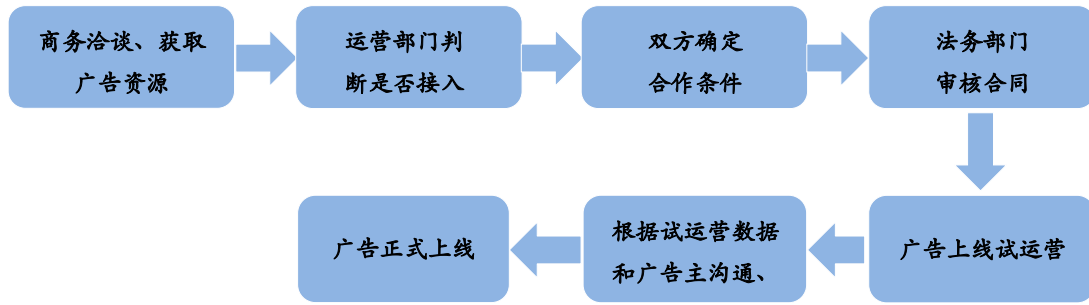 商务洽谈、获取
广告资源
运营部门判
断是否接入
双方确定
合作条件
法务部门
审核合同
广告上线试运营
根据试运营数据
和广告主沟通、
广告正式上线